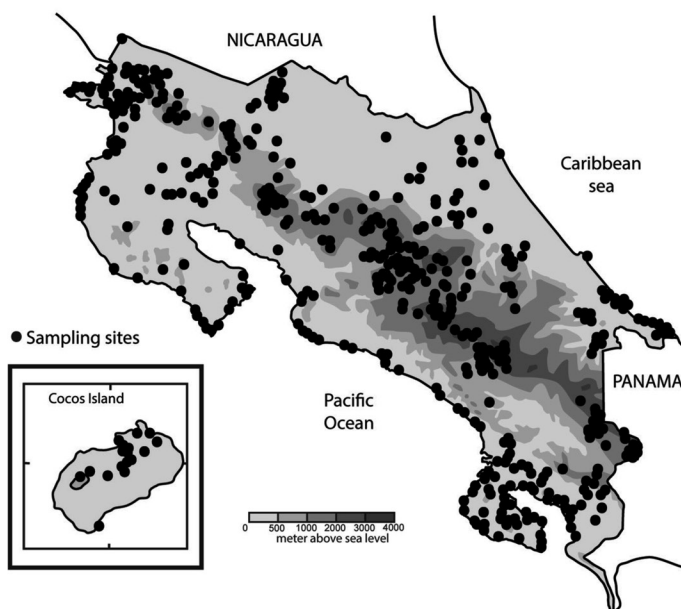 NICARAGUA
Caribbean
sea
Sampling sites
Cocos Island
Pacific
Ocean
PANAMA
0 500 1000 2000 3000 4000
meter above sea level